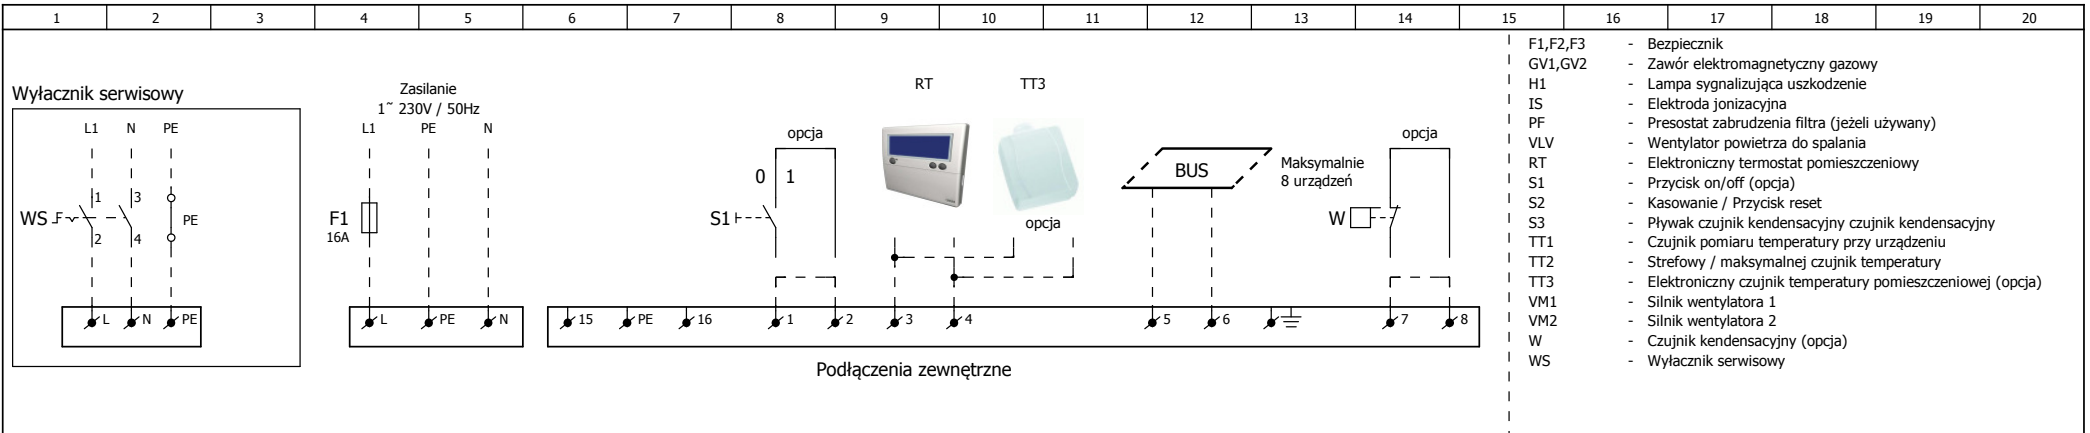 1 2 3 4 5 6 7 8 9 10 11 12 13 14 15 16 17 18 19 20
Wyłacznik serwisowy
L1 N PE
1 3
WS PE
2 4
L N PE
Zasilanie
1~ 230V / 50Hz
L1 PE N
F1
16A
L PE N
opcja
0 1
S1
RT TT3
opcja
BUS
Maksymalnie
8 urządzeń
opcja
W
15 PE 16 1 2 3 4 5 6 7 8
Podłączenia zewnętrzne
F1,F2,F3 - Bezpiecznik
GV1,GV2 - Zawór elektromagnetyczny gazowy
H1 - Lampa sygnalizująca uszkodzenie
IS - Elektroda jonizacyjna
PF - Presostat zabrudzenia filtra (jeżeli używany)
VLV - Wentylator powietrza do spalania
RT - Elektroniczny termostat pomieszczeniowy
S1 - Przycisk on/off (opcja)
S2 - Kasowanie / Przycisk reset
S3 - Pływak czujnik kendensacyjny czujnik kendensacyjny
TT1 - Czujnik pomiaru temperatury przy urządzeniu
TT2 - Strefowy / maksymalnej czujnik temperatury
TT3 - Elektroniczny czujnik temperatury pomieszczeniowej (opcja)
VM1 - Silnik wentylatora 1
VM2 - Silnik wentylatora 2
W - Czujnik kendensacyjny (opcja)
WS - Wyłacznik serwisowy